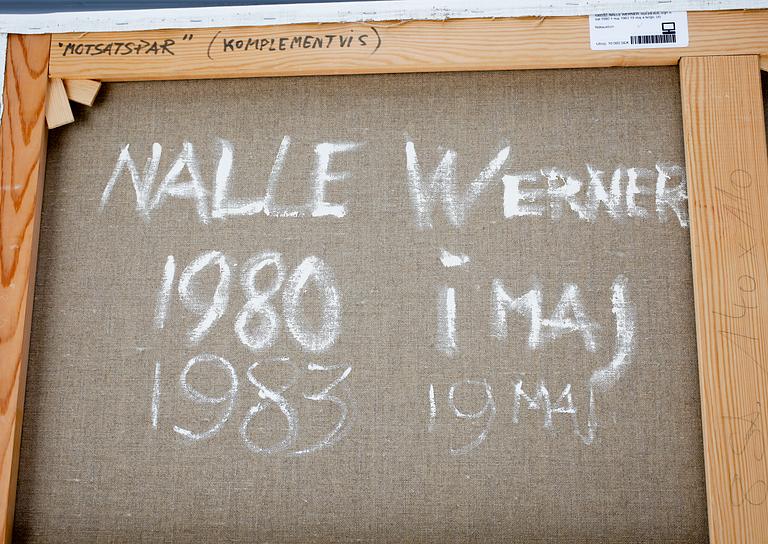 "MOTSATSPAR" (KOMPLEMENTVIS)
NALLE WERNER
1980 i MAJ
1983 19 MAJ